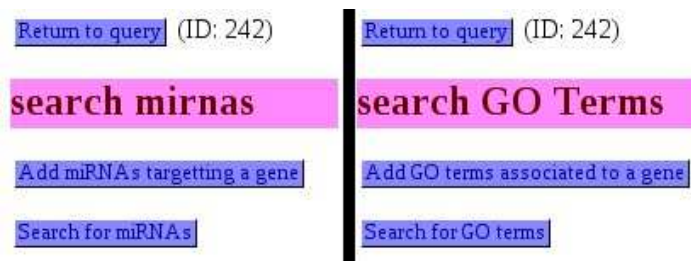 Return to query (ID: 242)
search mirnas
Add miRNAs targetting a gene
Search for miRNAs
Return to query (ID: 242)
search GO Terms
Add GO terms associated to a gene
Search for GO terms